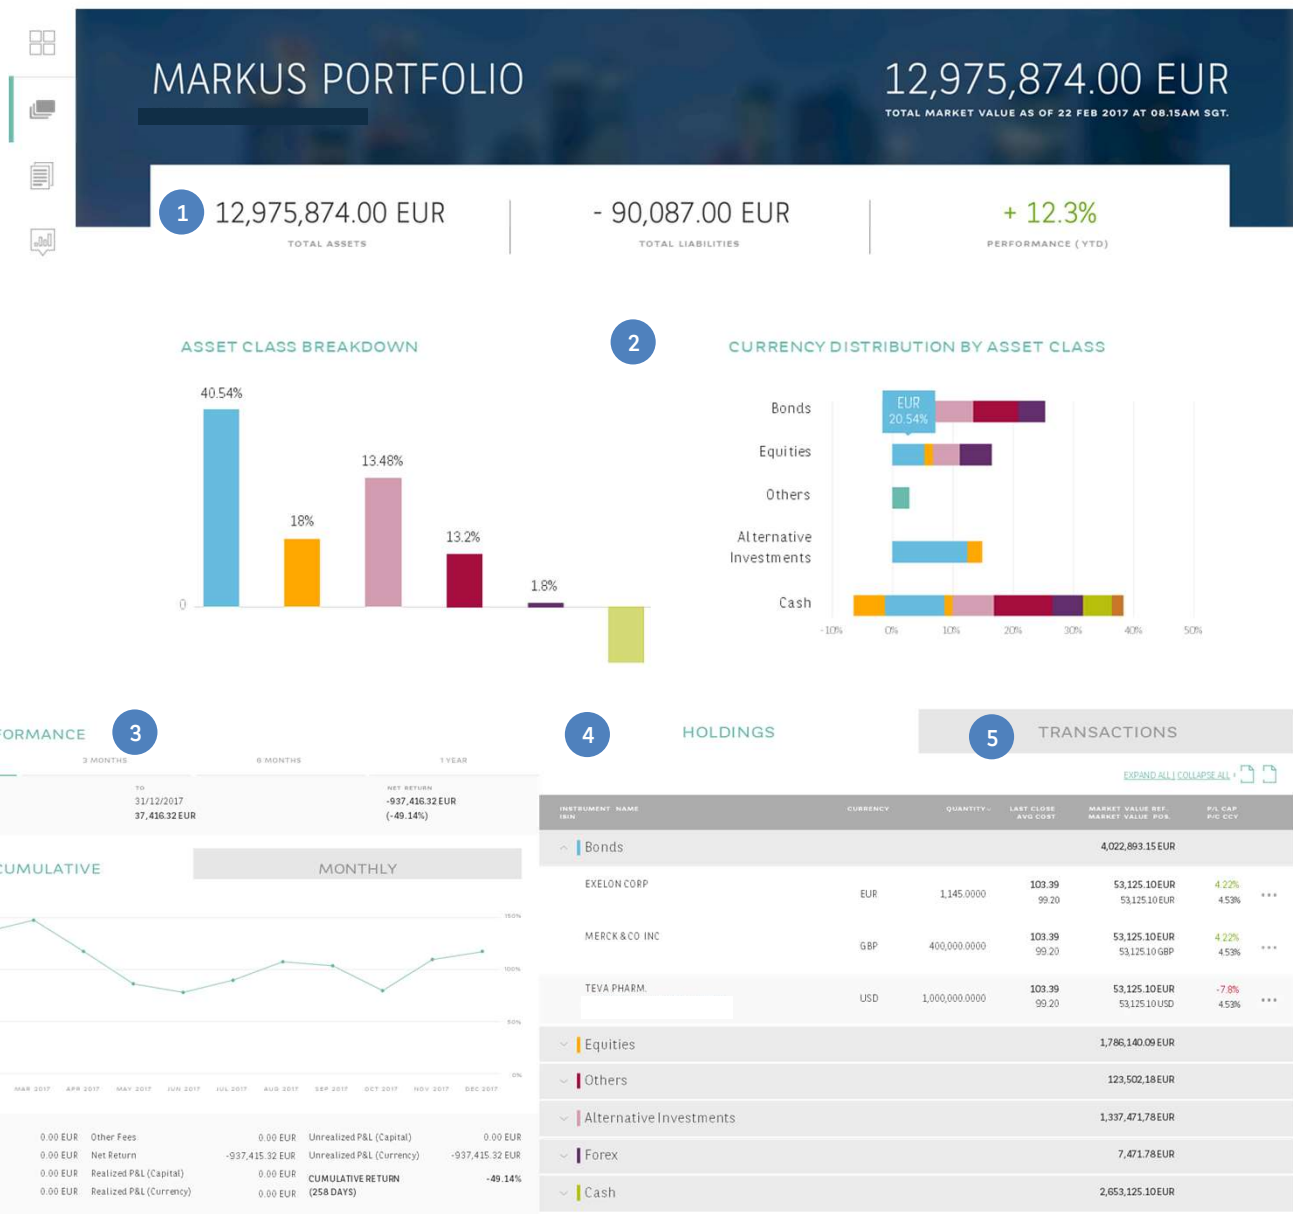 MARKUS PORTFOLIO
12,975,874.00 EUR
TOTAL MARKET VALUE AS OF 22 FEB 2017 AT 08.15AM SGT.
1
12,975,874.00 EUR
TOTAL ASSETS
- 90,087.00 EUR
TOTAL LIABILITIES
+ 12.3%
PERFORMANCE (YTD)
ASSET CLASS BREAKDOWN
40.54%
18%
13.48%
13.2%
1.8%
0
2
CURRENCY DISTRIBUTION BY ASSET CLASS
EUR
20.54%
Bonds
Equities
Others
Alternative
Investments
Cash
-10% 0% 10% 20% 30% 40% 50%
FORMANCE
3
3 MONTHS 6 MONTHS 1 YEAR
TO
31/12/2017
37,416.32 EUR
NET RETURN
-937,416.32 EUR
(-49.14%)
CUMULATIVE
MONTHLY
150%
100%
50%
0%
MAR 2017 APR 2017 MAY 2017 JUN 2017 JUL 2017 AUG 2017 SEP 2017 OCT 2017 NOV 2017 DEC 2017
0.00 EUR Other Fees 0.00 EUR Unrealized P&L (Capital) 0.00 EUR
0.00 EUR Net Return -937,415.32 EUR Unrealized P&L (Currency) -937,415.32 EUR
0.00 EUR Realized P&L (Capital) 0.00 EUR CUMULATIVE RETURN -49.14%
0.00 EUR Realized P&L (Currency) 0.00 EUR (258 DAYS)
4
HOLDINGS
5
TRANSACTIONS
EXPAND ALL | COLLAPSE ALL
INSTRUMENT NAME CURRENCY QUANTITY LAST CLOSE MARKET VALUE REF. P/L CAP
ISIN AVG COST MARKET VALUE POS. P/C CCY
Bonds 4,022,893.15 EUR
EXELON CORP EUR 1,145.0000 103.39 53,125.10 EUR 4.22%
99.20 53,125.10 EUR 4.53%
MERCK & CO INC GBP 400,000.0000 103.39 53,125.10 EUR 4.22%
99.20 53,125.10 GBP 4.53%
TEVA PHARM. USD 1,000,000.0000 103.39 53,125.10 EUR -7.8%
99.20 53,125.10 USD 4.53%
Equities 1,786,140.09 EUR
Others 123,502,18 EUR
Alternative Investments 1,337,471,78 EUR
Forex 7,471.78 EUR
Cash 2,653,125.10 EUR